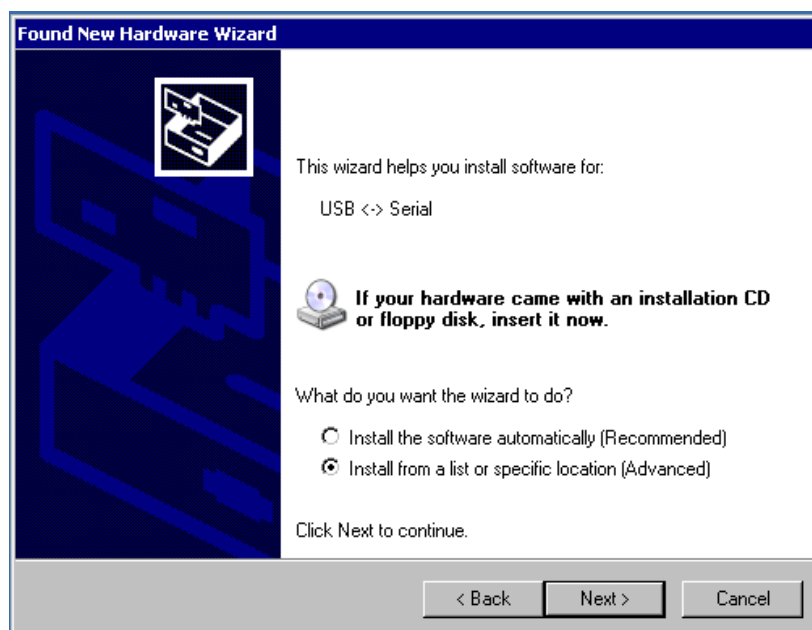 Found New Hardware Wizard
This wizard helps you install software for:
USB <-> Serial
If your hardware came with an installation CD
or floppy disk, insert it now.
What do you want the wizard to do?
Install the software automatically (Recommended)
Install from a list or specific location (Advanced)
Click Next to continue.
< Back
Next >
Cancel